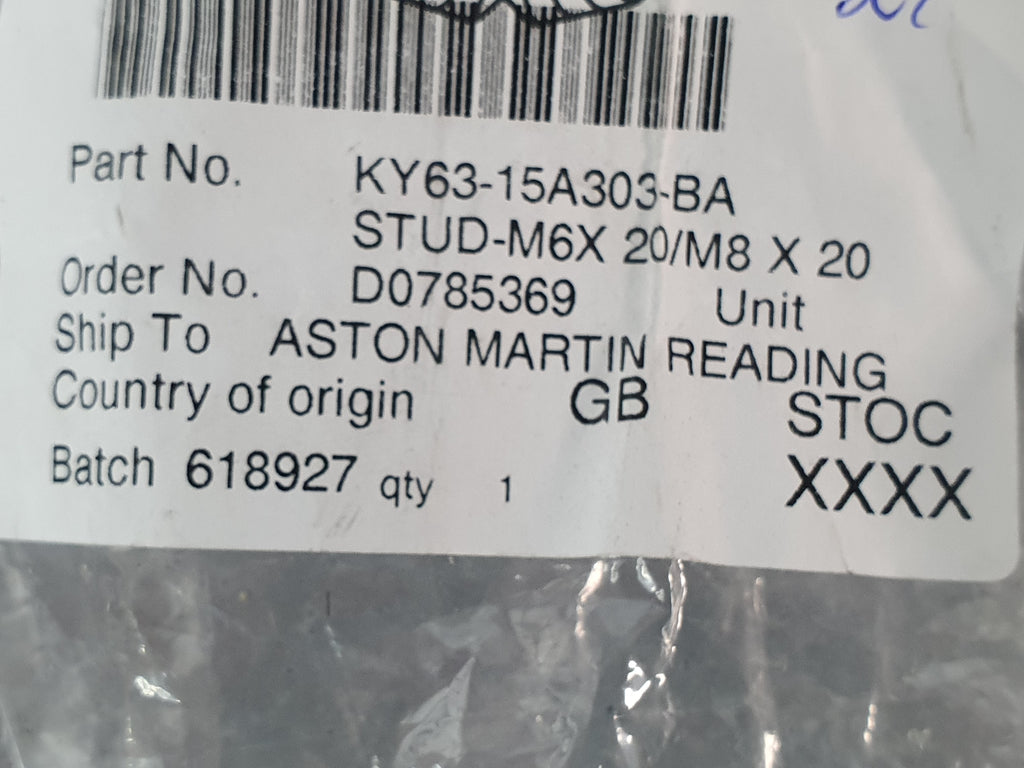 Part No. KY63-15A303-BA
STUD-M6X 20/M8 X 20
Order No. D0785369 Unit
Ship To ASTON MARTIN READING
Country of origin GB STOC
Batch 618927 qty 1 XXXX